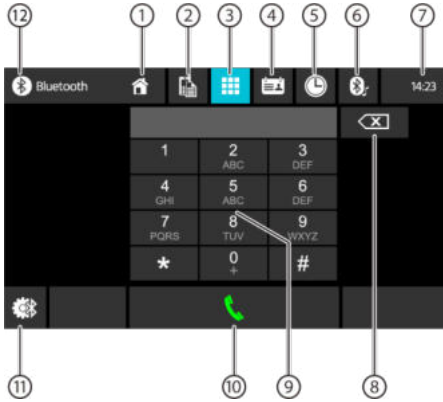 12 1 2 3 4 5 6 7
Bluetooth 14:23
1 2 3
ABC DEF
4 5 6
GHI ABC DEF
7 8 9
PQRS TUV WXYZ
* 0 #
+
11 10 9 8